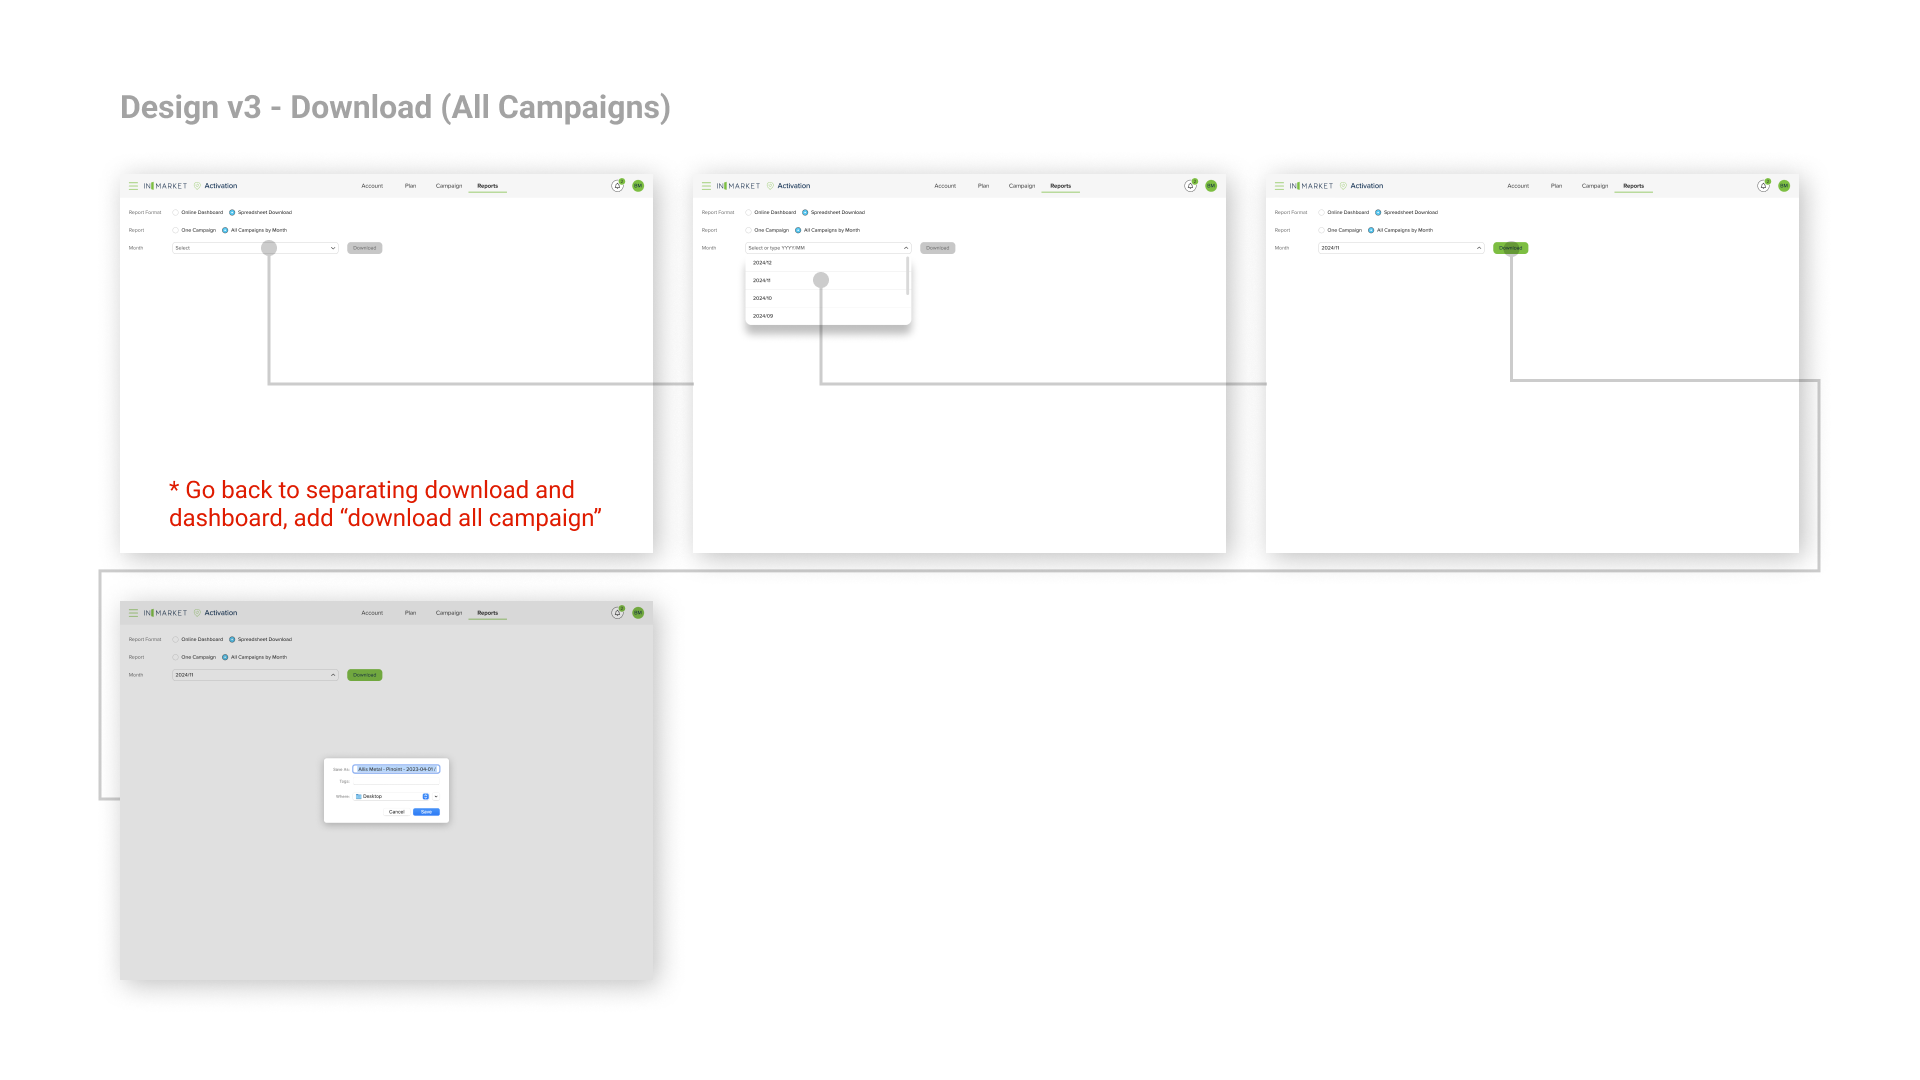 Design v3 - Download (All Campaigns)
INMARKET Activation Account Plan Campaign Reports BM
Report Format Online Dashboard Spreadsheet Download
Report One Campaign All Campaigns by Month
Month Select Download
* Go back to separating download and
dashboard, add “download all campaign”
INMARKET Activation Account Plan Campaign Reports BM
Report Format Online Dashboard Spreadsheet Download
Report One Campaign All Campaigns by Month
Month Select or type YYYY/MM Download
2024/12
2024/11
2024/10
2024/09
INMARKET Activation Account Plan Campaign Reports BM
Report Format Online Dashboard Spreadsheet Download
Report One Campaign All Campaigns by Month
Month 2024/11 Download
INMARKET Activation Account Plan Campaign Reports BM
Report Format Online Dashboard Spreadsheet Download
Report One Campaign All Campaigns by Month
Month 2024/11 Download
Save As: Allis Metal - Pinoint - 2023-04-01
Tags:
Where: Desktop
Cancel Save